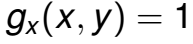 gₓ(x, y) = 1